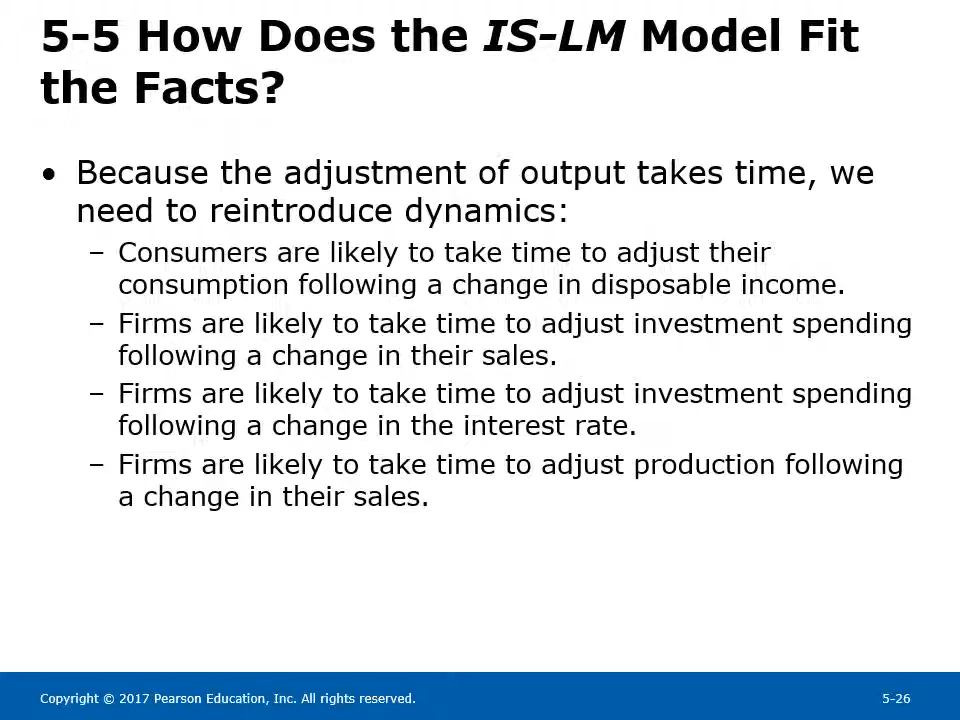 5-5 How Does the IS-LM Model Fit
the Facts?
• Because the adjustment of output takes time, we
need to reintroduce dynamics:
– Consumers are likely to take time to adjust their
consumption following a change in disposable income.
– Firms are likely to take time to adjust investment spending
following a change in their sales.
– Firms are likely to take time to adjust investment spending
following a change in the interest rate.
– Firms are likely to take time to adjust production following
a change in their sales.
Copyright © 2017 Pearson Education, Inc. All rights reserved.
5-26